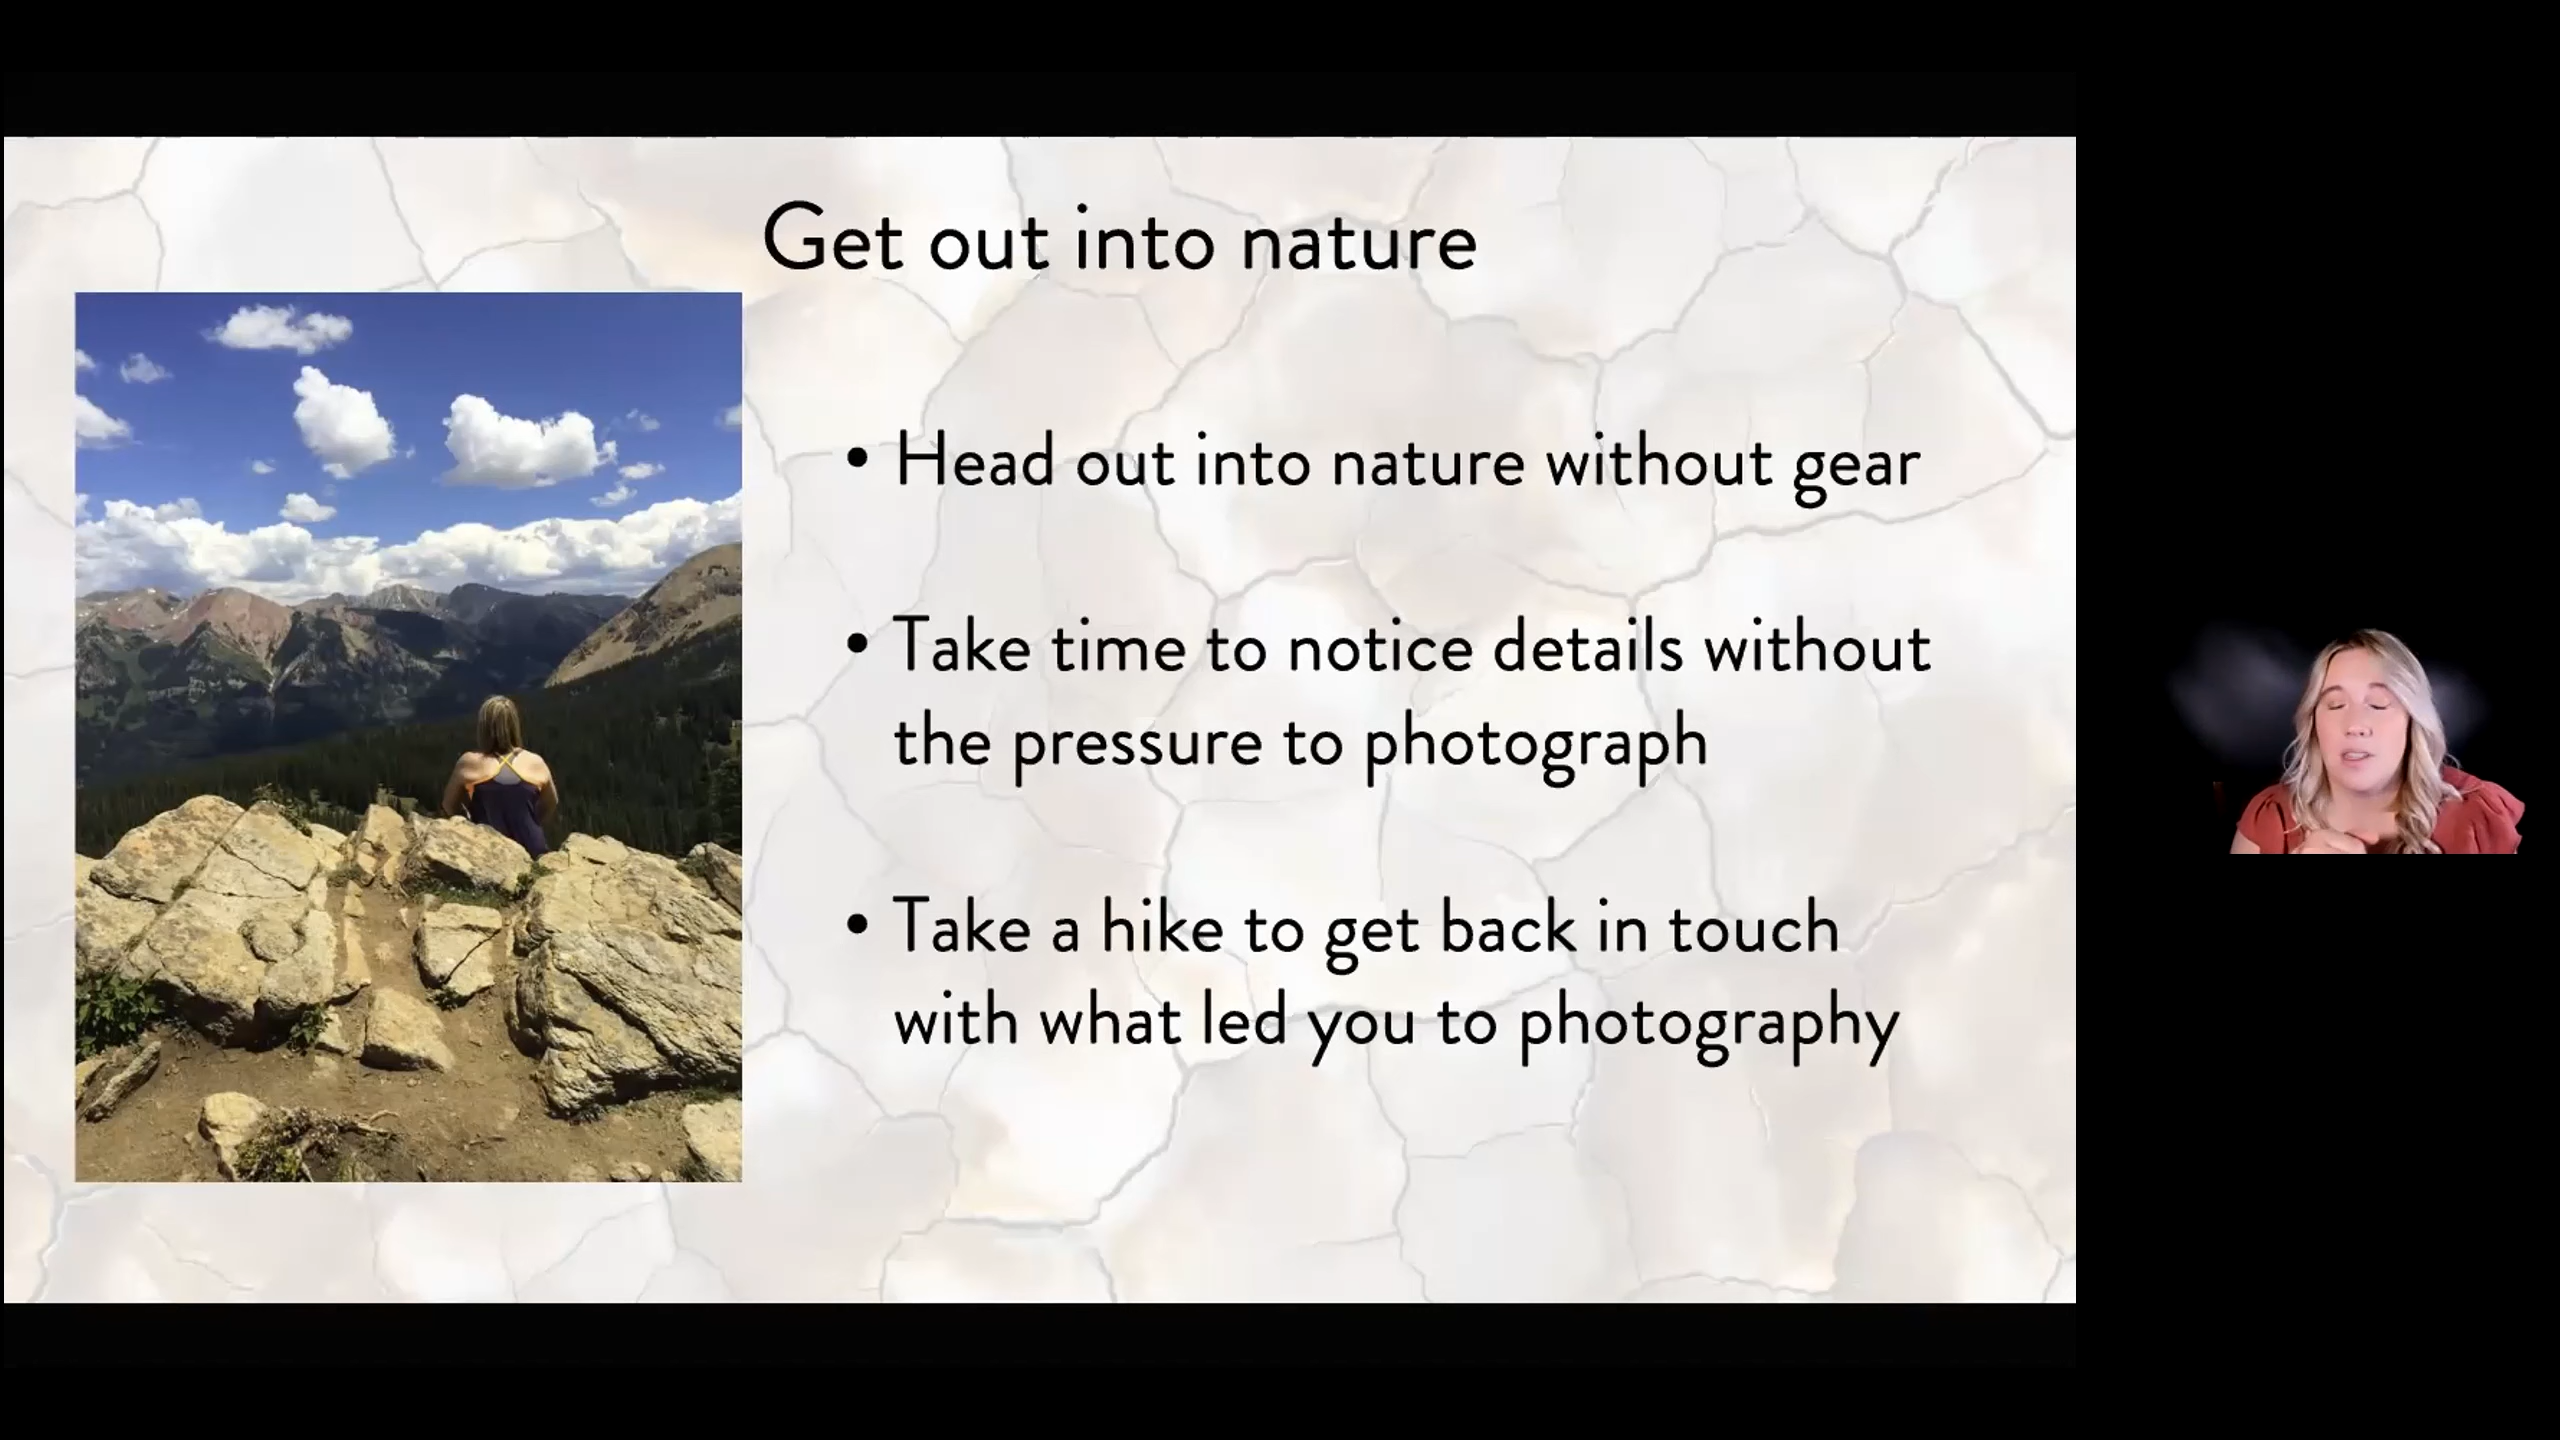 Get out into nature
• Head out into nature without gear
• Take time to notice details without
the pressure to photograph
• Take a hike to get back in touch
with what led you to photography